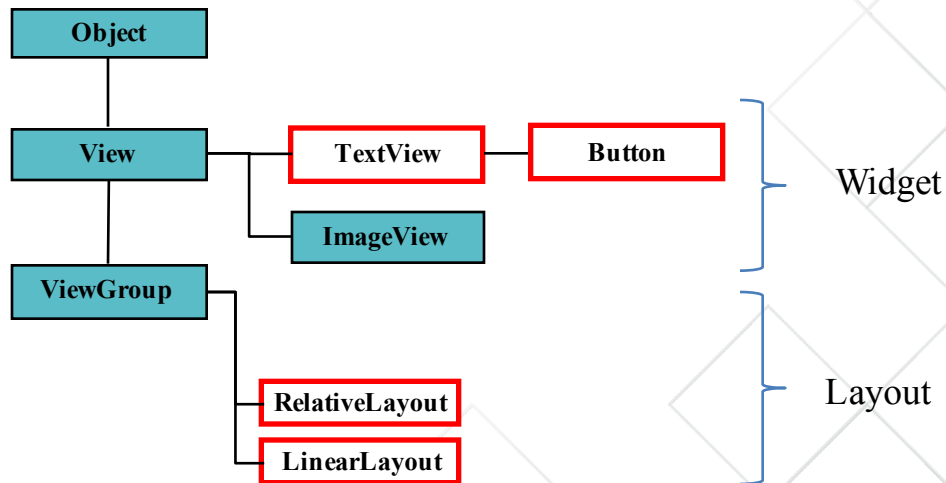 Object
View
TextView
Button
Widget
ImageView
ViewGroup
RelativeLayout
Layout
LinearLayout